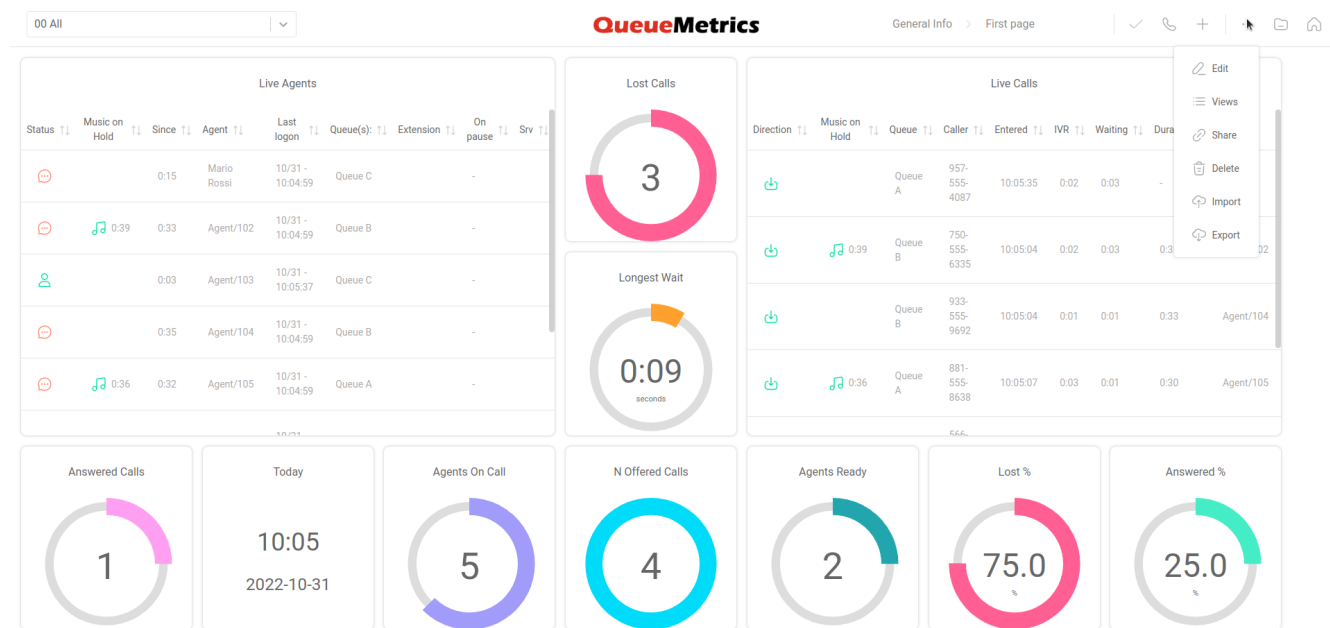 00 All
QueueMetrics
General Info > First page
Edit
Views
Share
Delete
Import
Export
Live Agents
Status Music on Hold Since Agent Last logon Queue(s): Extension On pause Srv
0:15 Mario Rossi 10/31 - 10:04:59 Queue C -
0:39 0:33 Agent/102 10/31 - 10:04:59 Queue B -
0:03 Agent/103 10/31 - 10:05:37 Queue C -
0:35 Agent/104 10/31 - 10:04:59 Queue B -
0:36 0:32 Agent/105 10/31 - 10:04:59 Queue A -
Lost Calls
3
Longest Wait
0:09
seconds
Live Calls
Direction Music on Hold Queue Caller Entered IVR Waiting Dura
Queue A 957-555-4087 10:05:35 0:02 0:03 -
0:39 Queue B 750-555-6335 10:05:04 0:02 0:03 0:3 02
Queue B 933-555-9692 10:05:04 0:01 0:01 0:33 Agent/104
0:36 Queue A 881-555-8638 10:05:07 0:03 0:01 0:30 Agent/105
Answered Calls
1
Today
10:05
2022-10-31
Agents On Call
5
N Offered Calls
4
Agents Ready
2
Lost %
75.0
%
Answered %
25.0
%